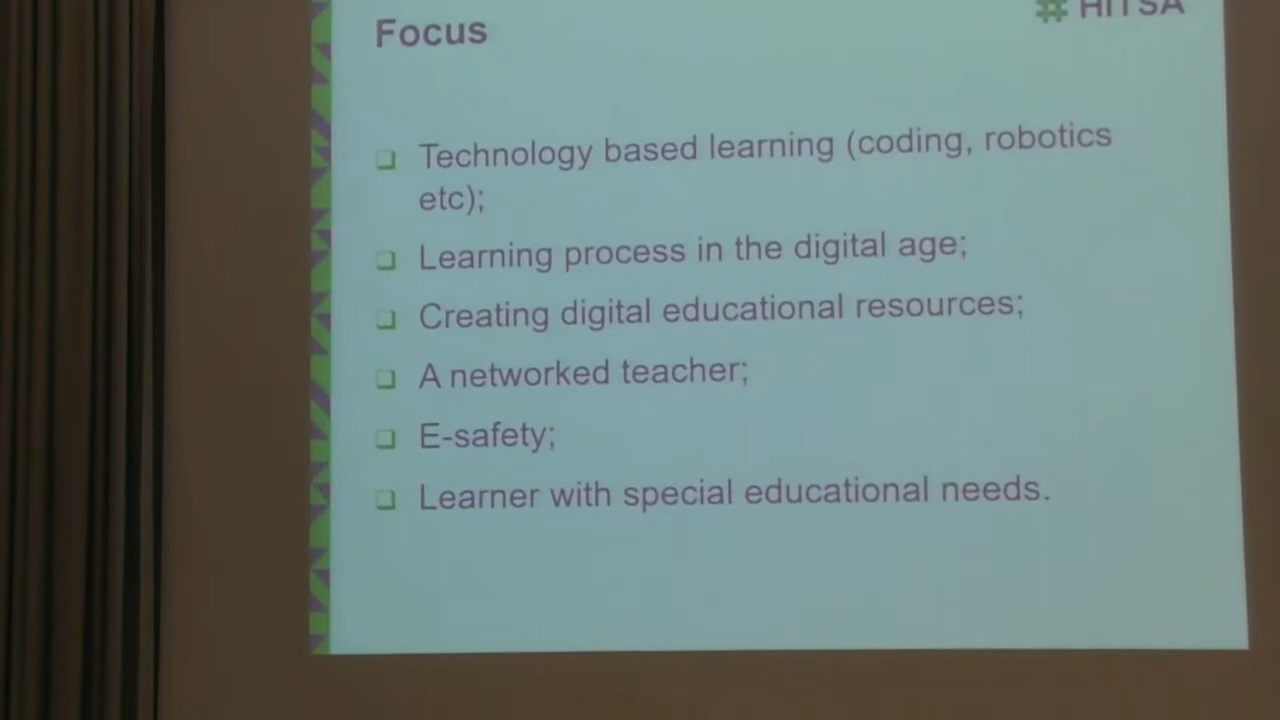 Focus
HITSA
Technology based learning (coding, robotics
etc);
Learning process in the digital age;
Creating digital educational resources;
A networked teacher;
E-safety;
Learner with special educational needs.